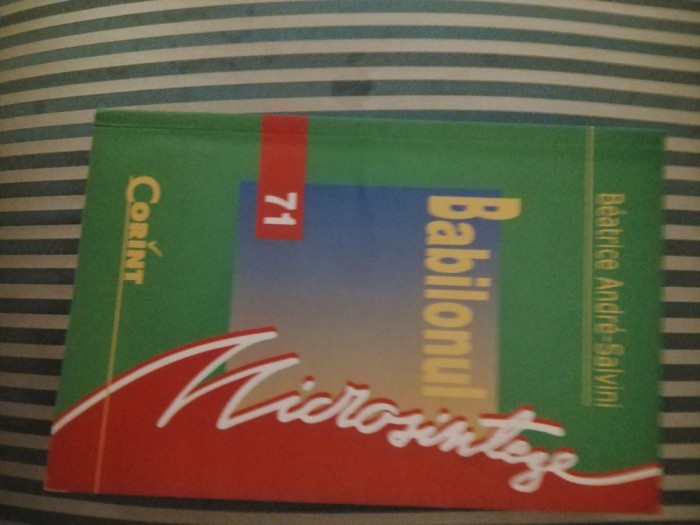 Béatrice André-Salvini
Babilonul
Microsinteze
71
CORINT